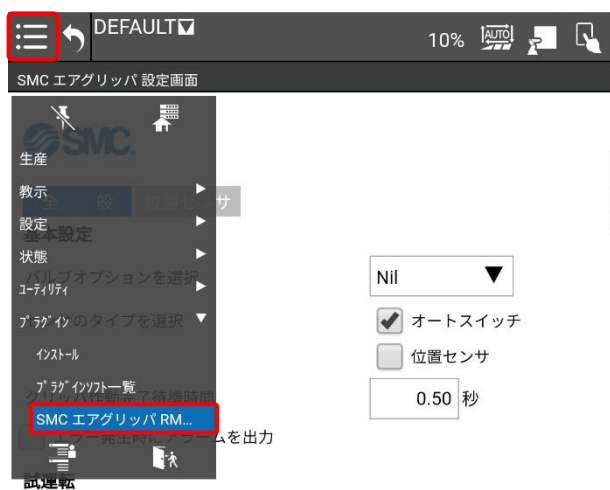 DEFAULT
10%
AUTO
SMC エアグリッパ 設定画面
SMC
生産
教示
全 般
位置センサ
設定
基本設定
状態
バルブオプションを選択
Nil
ﾕｰﾃｨﾘﾃｨ
ﾌﾟﾗｸﾞｲﾝ
のタイプを選択
オートスイッチ
ｲﾝｽﾄｰﾙ
位置センサ
ﾌﾟﾗｸﾞｲﾝｿﾌﾄ一覧
グリッパ作動完了待機時間
0.50 秒
SMC エアグリッパ RM...
エラー発生時にアラームを出力
試運転